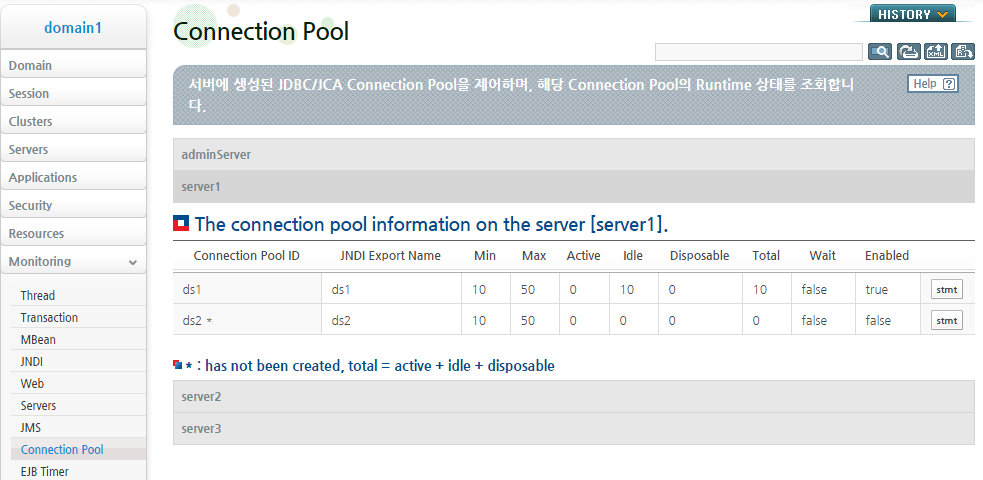 domain1
HISTORY
Connection Pool
서버에 생성된 JDBC/JCA Connection Pool을 제어하며, 해당 Connection Pool의 Runtime 상태를 조회합니
다.
Help ?
Domain
Session
Clusters
Servers
Applications
Security
Resources
Monitoring
Thread
Transaction
MBean
JNDI
Web
Servers
JMS
Connection Pool
EJB Timer
XML
adminServer
server1
The connection pool information on the server [server1].
Connection Pool ID JNDI Export Name Min Max Active Idle Disposable Total Wait Enabled
ds1 ds1 10 50 0 10 0 10 false true stmt
ds2 * ds2 10 50 0 0 0 0 false false stmt
* : has not been created, total = active + idle + disposable
server2
server3